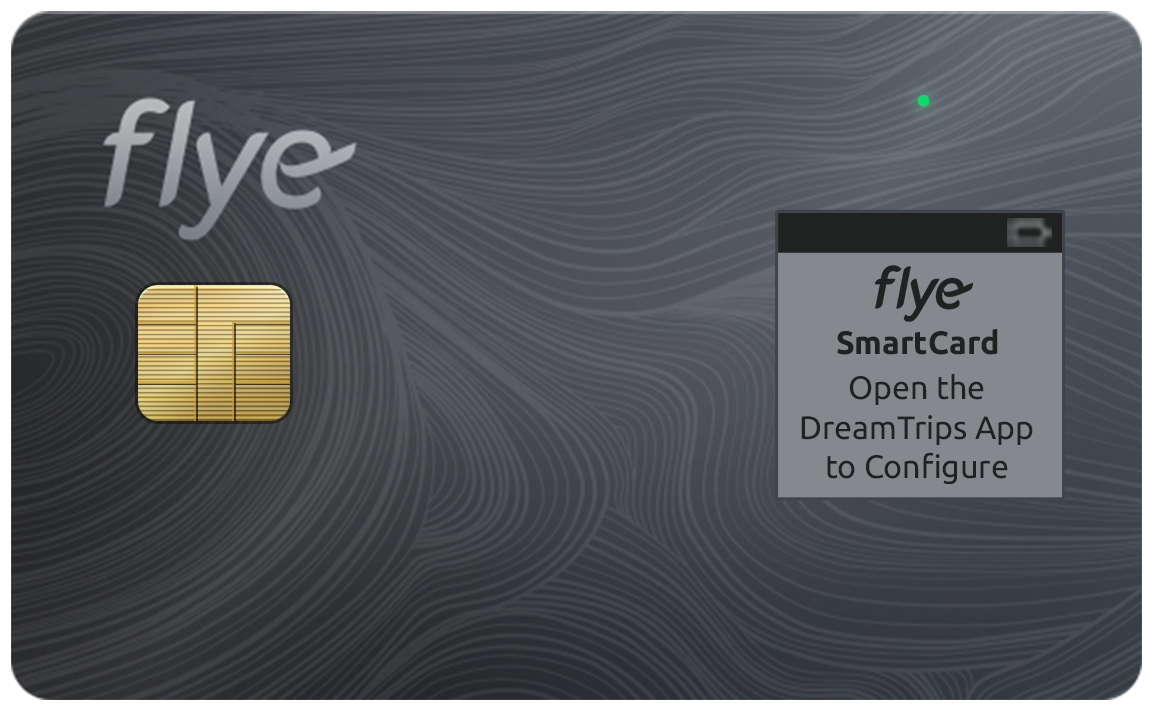 flye
flye
SmartCard
Open the
DreamTrips App
to Configure